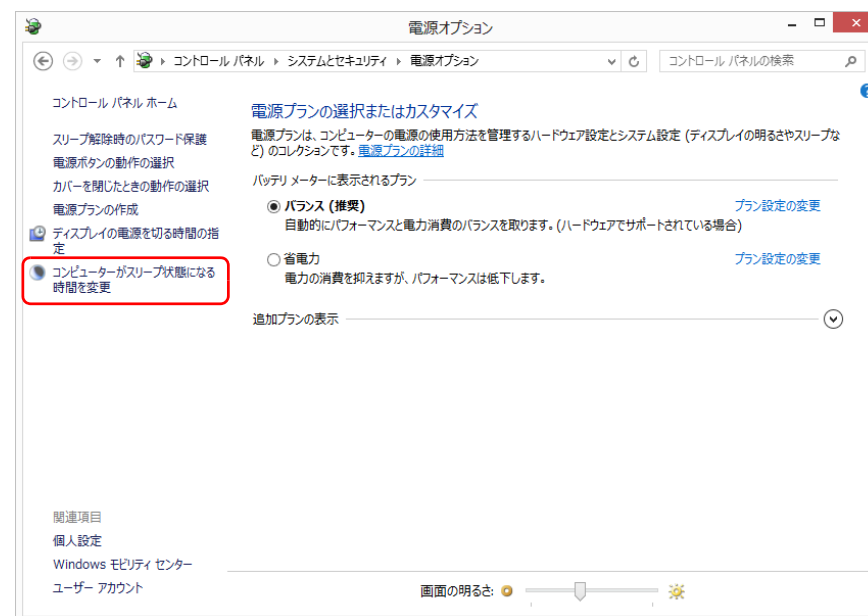 電源オプション
コントロール パネル システムとセキュリティ 電源オプション
コントロール パネルの検索
コントロール パネル ホーム
スリープ解除時のパスワード保護
電源ボタンの動作の選択
カバーを閉じたときの動作の選択
電源プランの作成
ディスプレイの電源を切る時間の指
定
コンピューターがスリープ状態になる
時間を変更
電源プランの選択またはカスタマイズ
電源プランは、コンピューターの電源の使用方法を管理するハードウェア設定とシステム設定 (ディスプレイの明るさやスリープな
ど) のコレクションです。電源プランの詳細
バッテリ メーターに表示されるプラン
バランス (推奨) プラン設定の変更
自動的にパフォーマンスと電力消費のバランスを取ります。(ハードウェアでサポートされている場合)
省電力 プラン設定の変更
電力の消費を抑えますが、パフォーマンスは低下します。
追加プランの表示
関連項目
個人設定
Windows モビリティ センター
ユーザー アカウント
画面の明るさ: